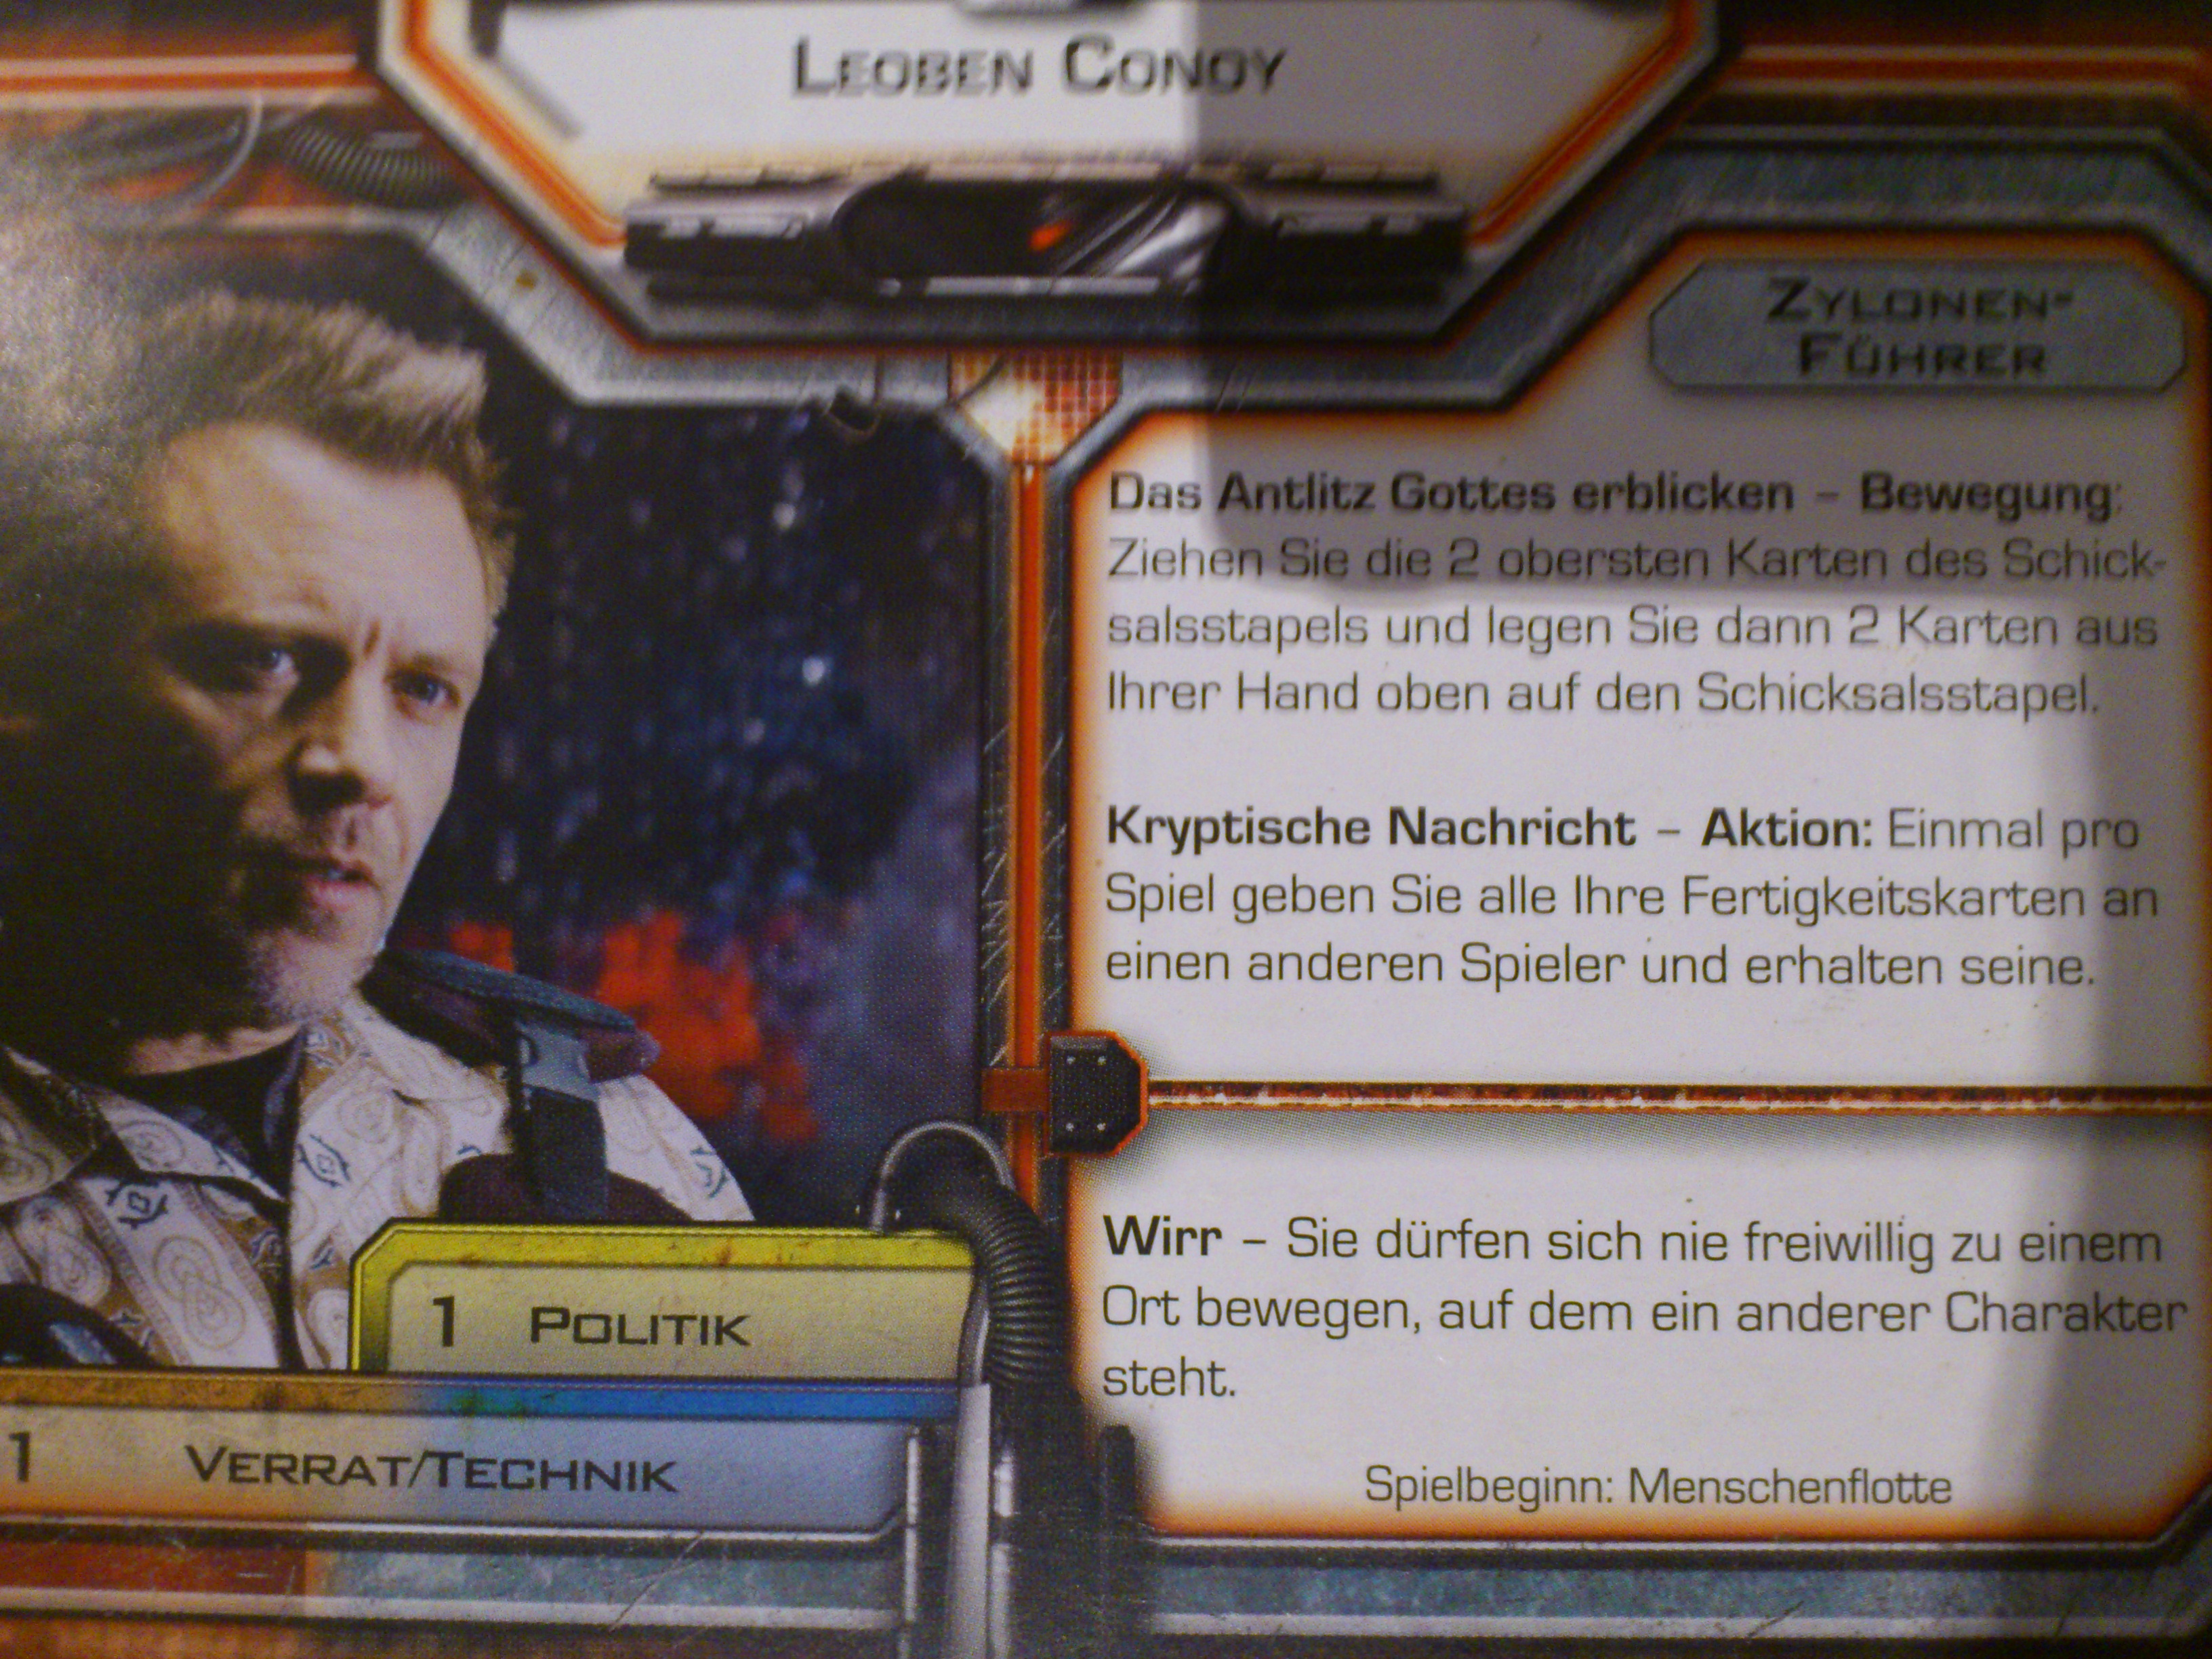 LEOBEN CONOY
ZYLONEN-
FÜHRER
Das Antlitz Gottes erblicken – Bewegung:
Ziehen Sie die 2 obersten Karten des Schick-
salsstapels und legen Sie dann 2 Karten aus
Ihrer Hand oben auf den Schicksalsstapel.
Kryptische Nachricht – Aktion: Einmal pro
Spiel geben Sie alle Ihre Fertigkeitskarten an
einen anderen Spieler und erhalten seine.
Wirr – Sie dürfen sich nie freiwillig zu einem
Ort bewegen, auf dem ein anderer Charakter
steht.
Spielbeginn: Menschenflotte
1 POLITIK
1 VERRAT/TECHNIK